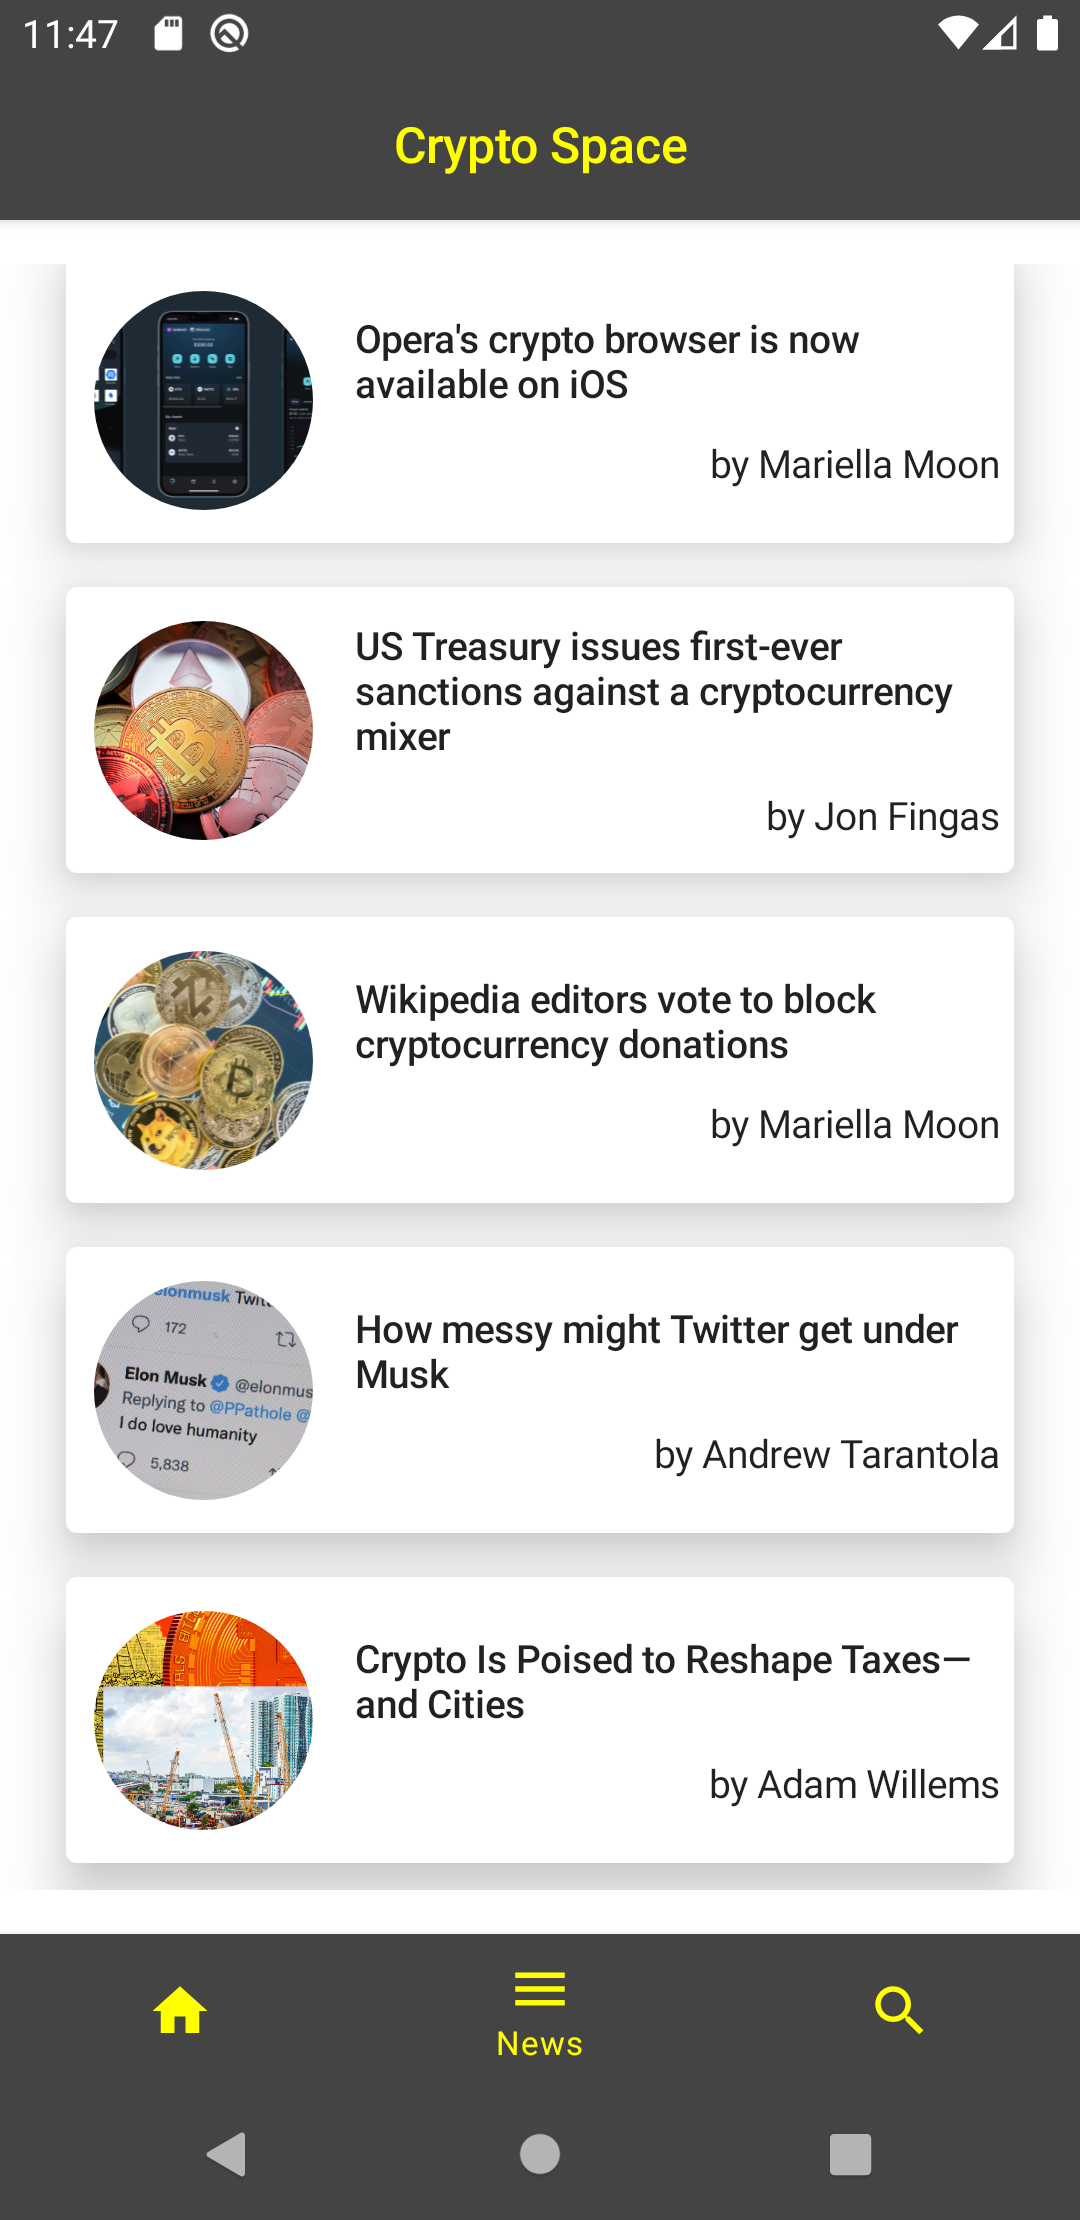 11:47
Crypto Space
Opera's crypto browser is now
available on iOS
by Mariella Moon
US Treasury issues first-ever
sanctions against a cryptocurrency
mixer
by Jon Fingas
Wikipedia editors vote to block
cryptocurrency donations
by Mariella Moon
elonmusk
172
Elon Musk @elonmus
Replying to @PPathole @
I do love humanity
5,838
How messy might Twitter get under
Musk
by Andrew Tarantola
Crypto Is Poised to Reshape Taxes—
and Cities
by Adam Willems
News